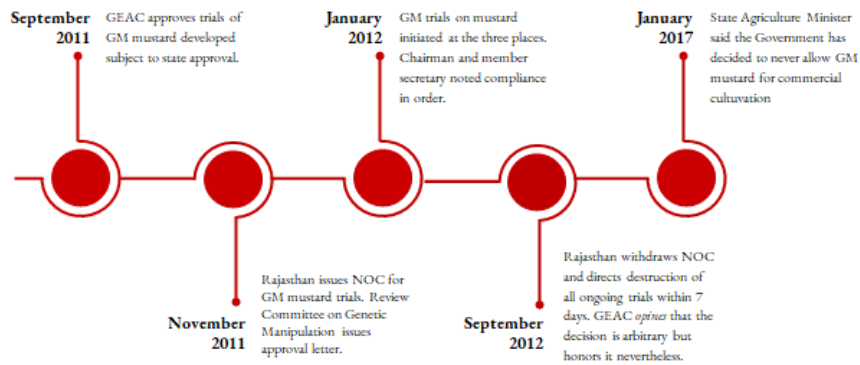 September
2011
GEAC approves trials of
GM mustard developed
subject to state approval.
January
2012
GM trials on mustard
initiated at the three places.
Chairman and member
secretary noted compliance
in order.
January
2017
State Agriculture Minister
said the Government has
decided to never allow GM
mustard for commercial
cultuvation
November
2011
Rajasthan issues NOC for
GM mustard trials. Review
Committee on Genetic
Manipulation issues
approval letter.
September
2012
Rajasthan withdraws NOC
and directs destruction of
all ongoing trials within 7
days. GEAC opines that the
decision is arbitrary but
honors it nevertheless.